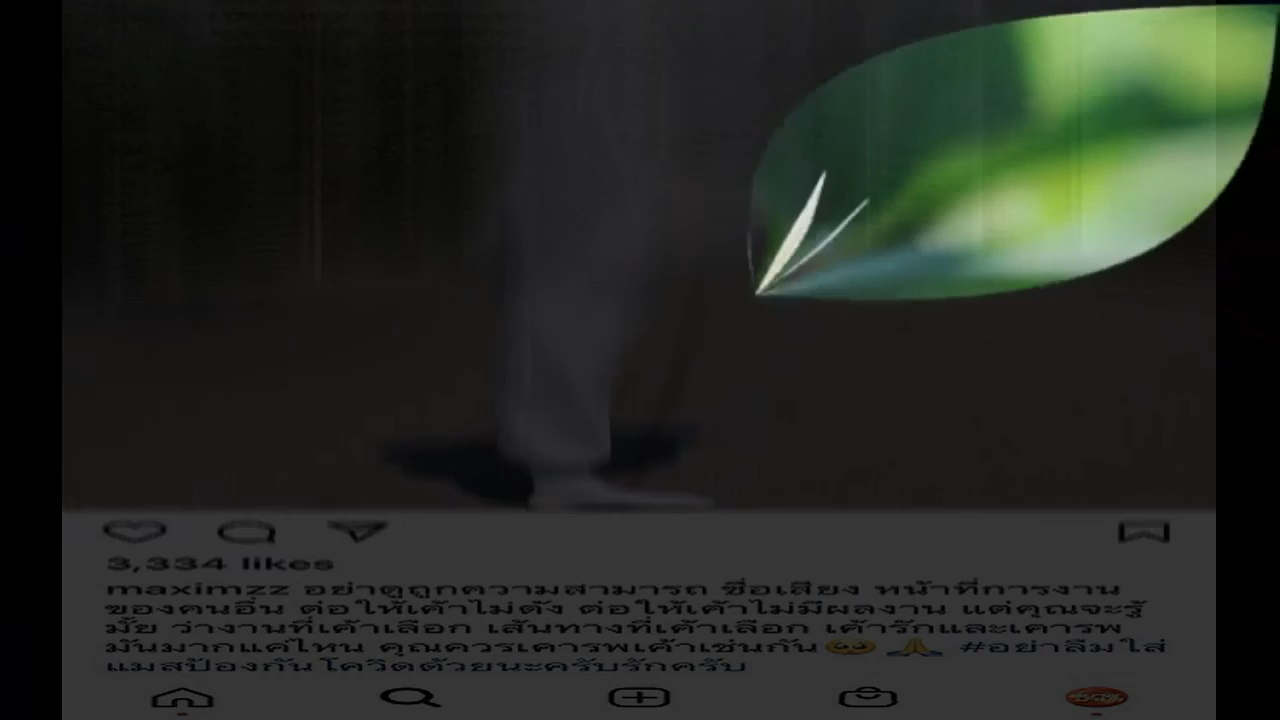 3,334 likes
maximzz อย่าดูถูกความสามารถ ชื่อเสียง หน้าที่การงาน
ของคนอื่น ต่อให้เค้าไม่ดัง ต่อให้เค้าไม่มีผลงาน แต่คุณจะรู้
มั้ย ว่างานที่เค้าเลือก เส้นทางที่เค้าเลือก เค้ารักและเคารพ
มันมากแค่ไหน คุณควรเคารพเค้าเช่นกัน 🥺 🙏 #อย่าลืมใส่
แมสป้องกันโควิดด้วยนะครับรักครับ